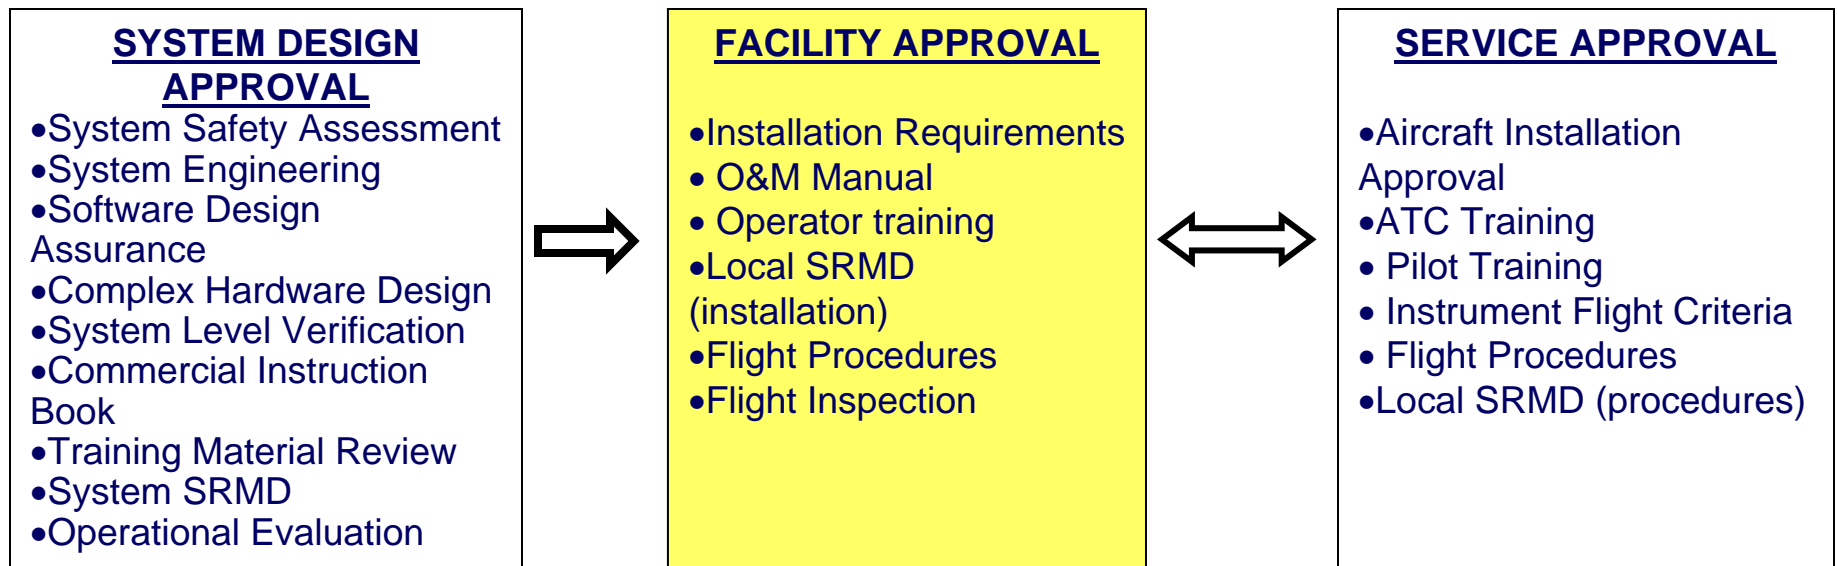 SYSTEM DESIGN
APPROVAL
•System Safety Assessment
•System Engineering
•Software Design
Assurance
•Complex Hardware Design
•System Level Verification
•Commercial Instruction
Book
•Training Material Review
•System SRMD
•Operational Evaluation
FACILITY APPROVAL
•Installation Requirements
• O&M Manual
• Operator training
•Local SRMD
(installation)
•Flight Procedures
•Flight Inspection
SERVICE APPROVAL
•Aircraft Installation
Approval
•ATC Training
• Pilot Training
• Instrument Flight Criteria
• Flight Procedures
•Local SRMD (procedures)